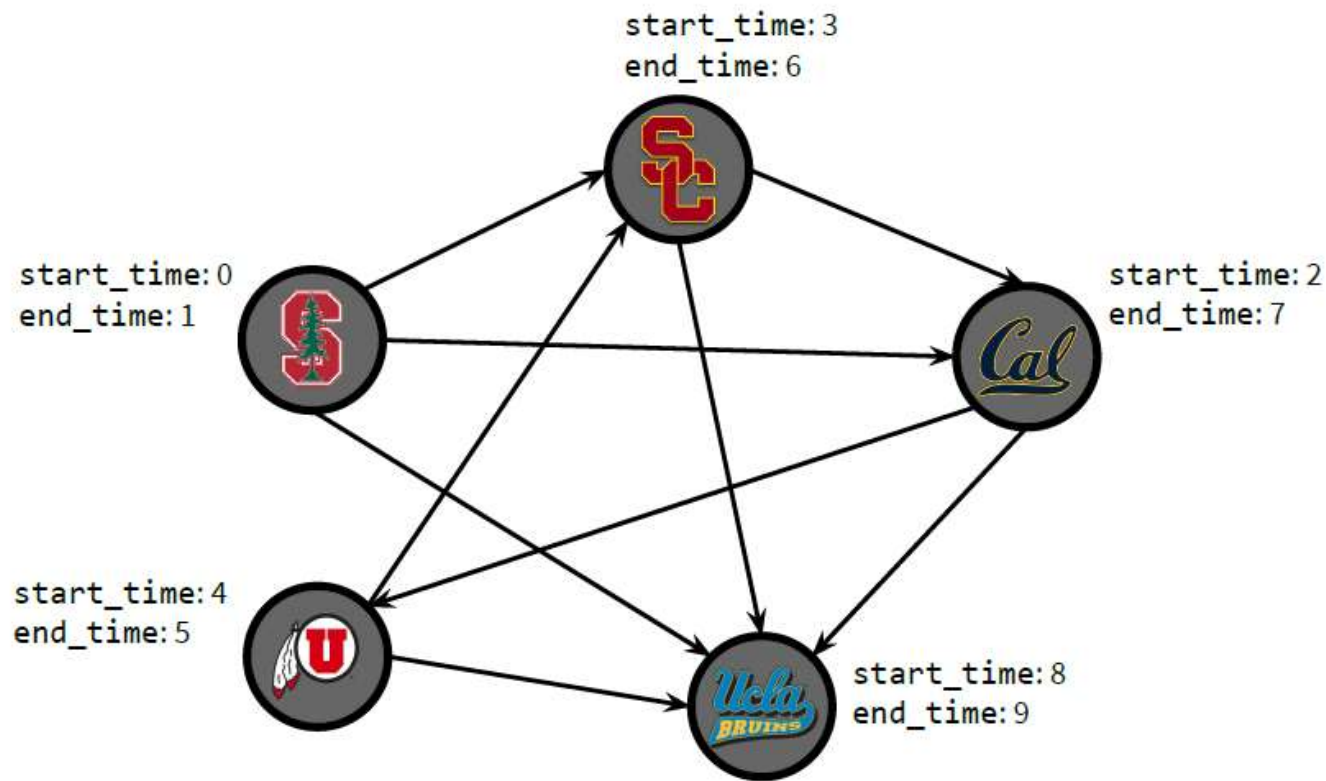 start_time: 3
end_time: 6
start_time: 0
end_time: 1
SC
S
start_time: 2
end_time: 7
Cal
start_time: 4
end_time: 5
U
Ucla
BRUINS
start_time: 8
end_time: 9